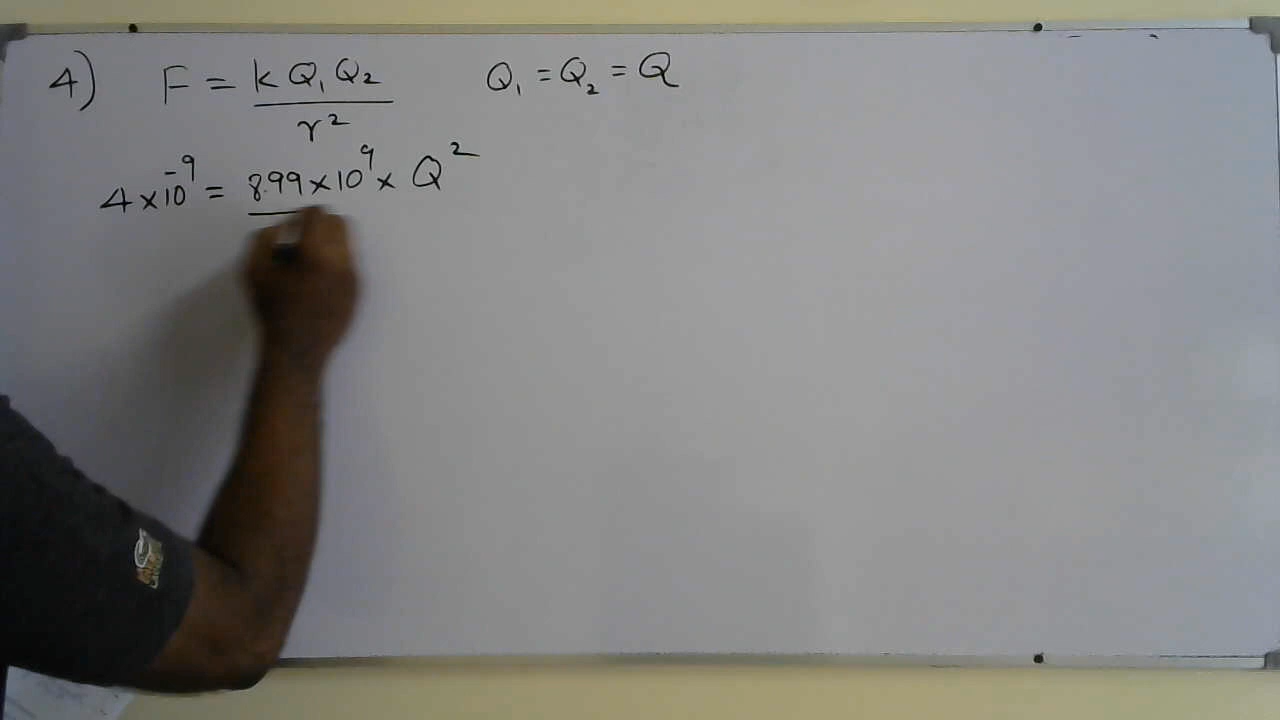 4) F = k Q₁ Q₂ / r² Q₁ = Q₂ = Q
4 × 10⁻⁹ = 8.99 × 10⁹ × Q²